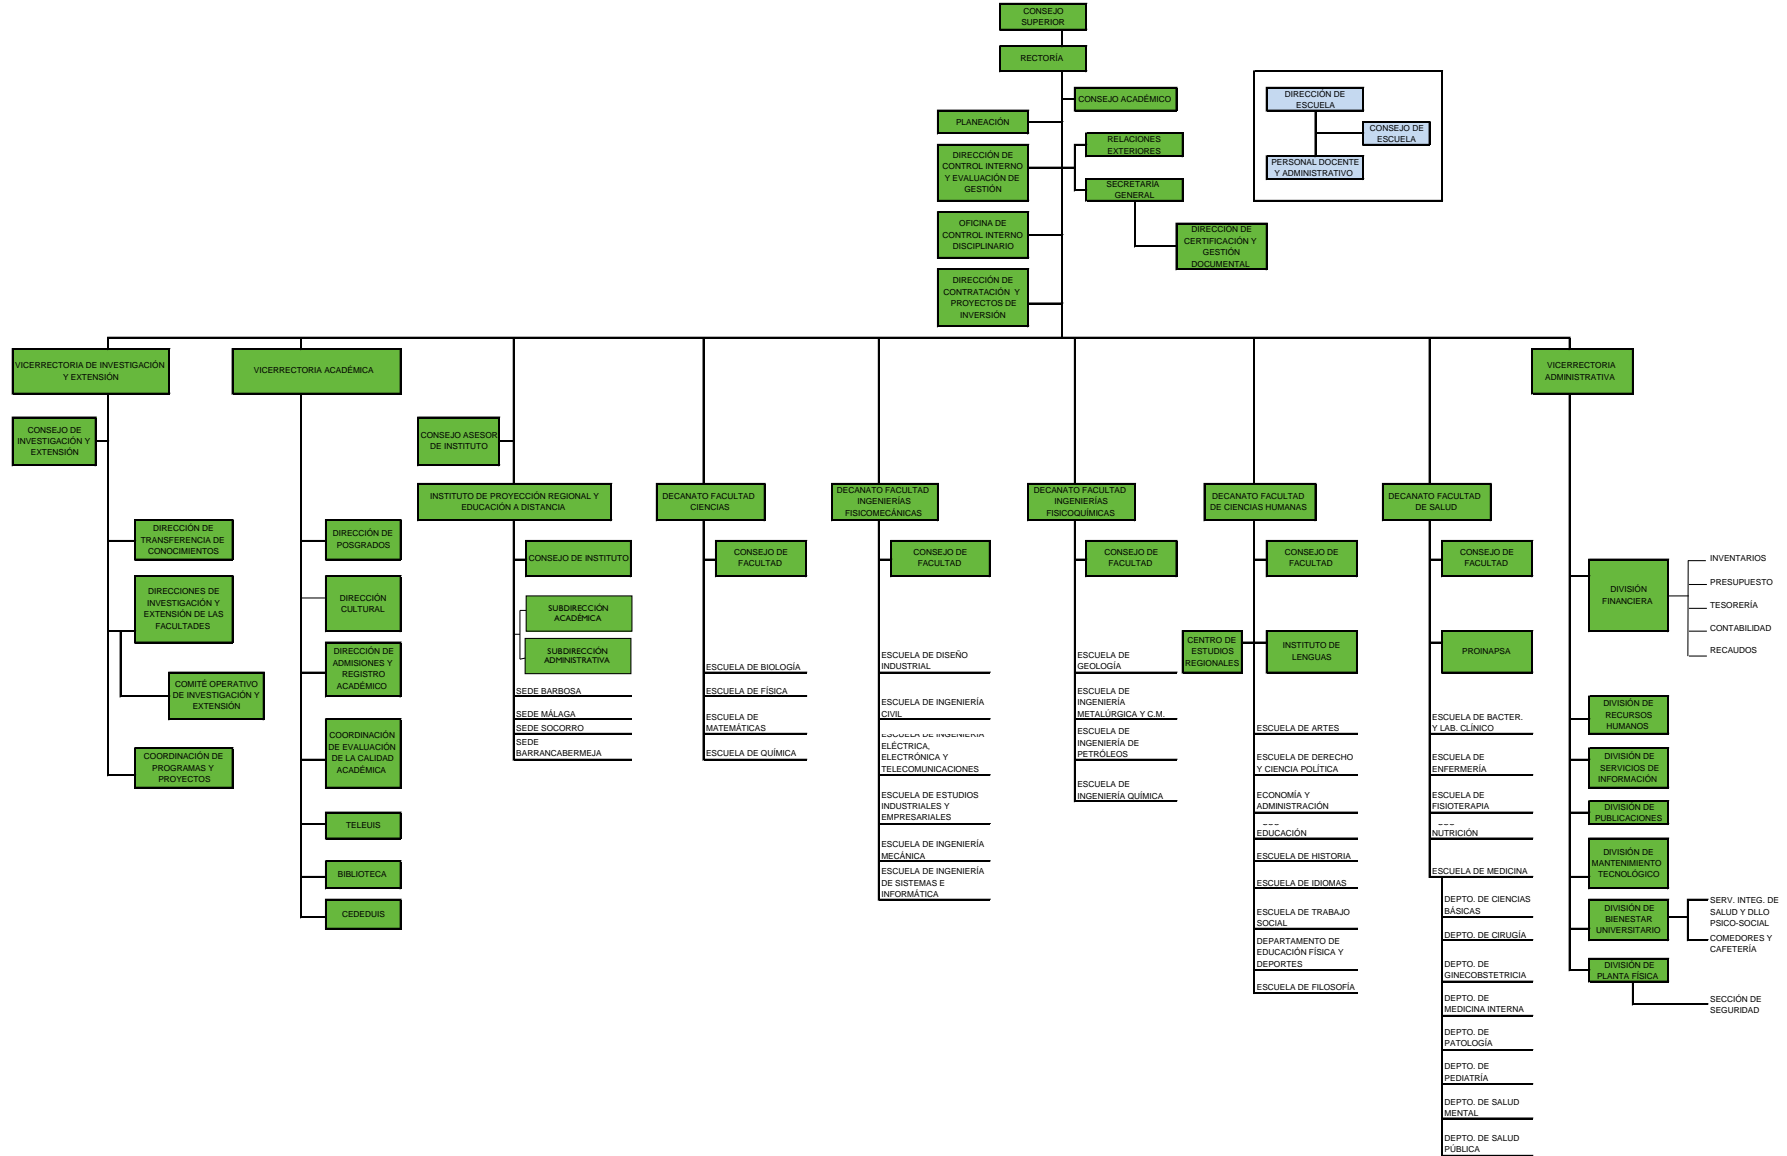 CONSEJO
SUPERIOR
RECTORÍA
CONSEJO ACADÉMICO
PLANEACIÓN
RELACIONES
EXTERIORES
DIRECCIÓN DE
CONTROL INTERNO
Y EVALUACIÓN DE
GESTIÓN
SECRETARÍA
GENERAL
OFICINA DE
CONTROL INTERNO
DISCIPLINARIO
DIRECCIÓN DE
CERTIFICACIÓN Y
GESTIÓN
DOCUMENTAL
DIRECCIÓN DE
CONTRATACIÓN Y
PROYECTOS DE
INVERSIÓN
DIRECCIÓN DE
ESCUELA
CONSEJO DE
ESCUELA
PERSONAL DOCENTE
Y ADMINISTRATIVO
VICERRECTORIA DE INVESTIGACIÓN
Y EXTENSIÓN
CONSEJO DE
INVESTIGACIÓN Y
EXTENSIÓN
DIRECCIÓN DE
TRANSFERENCIA DE
CONOCIMIENTOS
DIRECCIONES DE
INVESTIGACIÓN Y
EXTENSIÓN DE LAS
FACULTADES
COMITÉ OPERATIVO
DE INVESTIGACIÓN Y
EXTENSIÓN
COORDINACIÓN DE
PROGRAMAS Y
PROYECTOS
VICERRECTORIA ACADÉMICA
DIRECCIÓN DE
POSGRADOS
DIRECCIÓN
CULTURAL
DIRECCIÓN DE
ADMISIONES Y
REGISTRO
ACADÉMICO
COORDINACIÓN
DE EVALUACIÓN
DE LA CALIDAD
ACADÉMICA
TELEUIS
BIBLIOTECA
CEDEDUIS
CONSEJO ASESOR
DE INSTITUTO
INSTITUTO DE PROYECCIÓN REGIONAL Y
EDUCACIÓN A DISTANCIA
CONSEJO DE INSTITUTO
SUBDIRECCIÓN
ACADÉMICA
SUBDIRECCIÓN
ADMINISTRATIVA
SEDE BARBOSA
SEDE MÁLAGA
SEDE SOCORRO
SEDE
BARRANCABERMEJA
DECANATO FACULTAD
CIENCIAS
CONSEJO DE
FACULTAD
ESCUELA DE BIOLOGÍA
ESCUELA DE FÍSICA
ESCUELA DE
MATEMÁTICAS
ESCUELA DE QUÍMICA
DECANATO FACULTAD
INGENIERÍAS
FISICOMECÁNICAS
CONSEJO DE
FACULTAD
ESCUELA DE DISEÑO
INDUSTRIAL
ESCUELA DE INGENIERÍA
CIVIL
ESCUELA DE INGENIERÍA
ELÉCTRICA,
ELECTRÓNICA Y
TELECOMUNICACIONES
ESCUELA DE ESTUDIOS
INDUSTRIALES Y
EMPRESARIALES
ESCUELA DE INGENIERÍA
MECÁNICA
ESCUELA DE INGENIERÍA
DE SISTEMAS E
INFORMÁTICA
DECANATO FACULTAD
INGENIERÍAS
FISICOQUÍMICAS
CONSEJO DE
FACULTAD
ESCUELA DE
GEOLOGÍA
ESCUELA DE
INGENIERÍA
METALÚRGICA Y C.M.
ESCUELA DE
INGENIERÍA DE
PETRÓLEOS
ESCUELA DE
INGENIERÍA QUÍMICA
DECANATO FACULTAD
DE CIENCIAS HUMANAS
CONSEJO DE
FACULTAD
CENTRO DE
ESTUDIOS
REGIONALES
INSTITUTO DE
LENGUAS
ESCUELA DE ARTES
ESCUELA DE DERECHO
Y CIENCIA POLÍTICA
ECONOMÍA Y
ADMINISTRACIÓN
EDUCACIÓN
ESCUELA DE HISTORIA
ESCUELA DE IDIOMAS
ESCUELA DE TRABAJO
SOCIAL
DEPARTAMENTO DE
EDUCACIÓN FÍSICA Y
DEPORTES
ESCUELA DE FILOSOFÍA
DECANATO FACULTAD
DE SALUD
CONSEJO DE
FACULTAD
PROINAPSA
ESCUELA DE BACTER.
Y LAB. CLÍNICO
ESCUELA DE
ENFERMERÍA
ESCUELA DE
FISIOTERAPIA
NUTRICIÓN
ESCUELA DE MEDICINA
DEPTO. DE CIENCIAS
BÁSICAS
DEPTO. DE CIRUGÍA
DEPTO. DE
GINECOBSTETRICIA
DEPTO. DE
MEDICINA INTERNA
DEPTO. DE
PATOLOGÍA
DEPTO. DE
PEDIATRÍA
DEPTO. DE SALUD
MENTAL
DEPTO. DE SALUD
PÚBLICA
VICERRECTORIA
ADMINISTRATIVA
DIVISIÓN
FINANCIERA
INVENTARIOS
PRESUPUESTO
TESORERÍA
CONTABILIDAD
RECAUDOS
DIVISIÓN DE
RECURSOS
HUMANOS
DIVISIÓN DE
SERVICIOS DE
INFORMACIÓN
DIVISIÓN DE
PUBLICACIONES
DIVISIÓN DE
MANTENIMIENTO
TECNOLÓGICO
DIVISIÓN DE
BIENESTAR
UNIVERSITARIO
SERV. INTEG. DE
SALUD Y DLLO
PSICO-SOCIAL
COMEDORES Y
CAFETERÍA
DIVISIÓN DE
PLANTA FÍSICA
SECCIÓN DE
SEGURIDAD